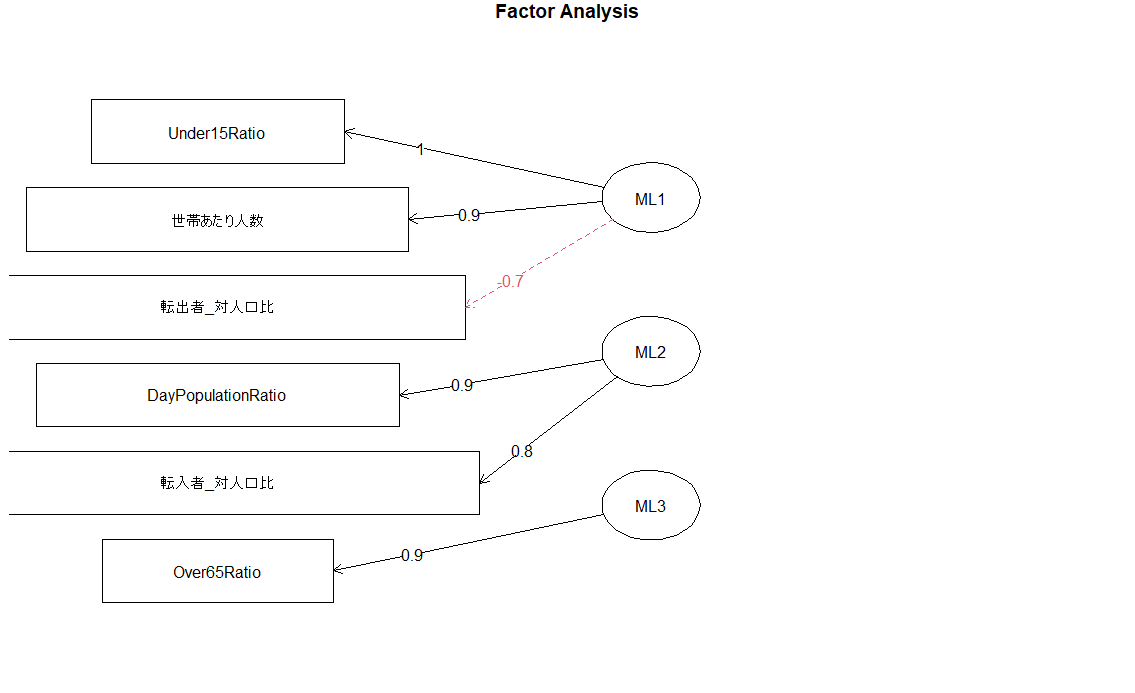 Factor Analysis
Under15Ratio
1
ML1
世帯あたり人数
0.9
転出者_対人口比
-0.7
ML2
DayPopulationRatio
0.9
0.8
転入者_対人口比
ML3
0.9
Over65Ratio